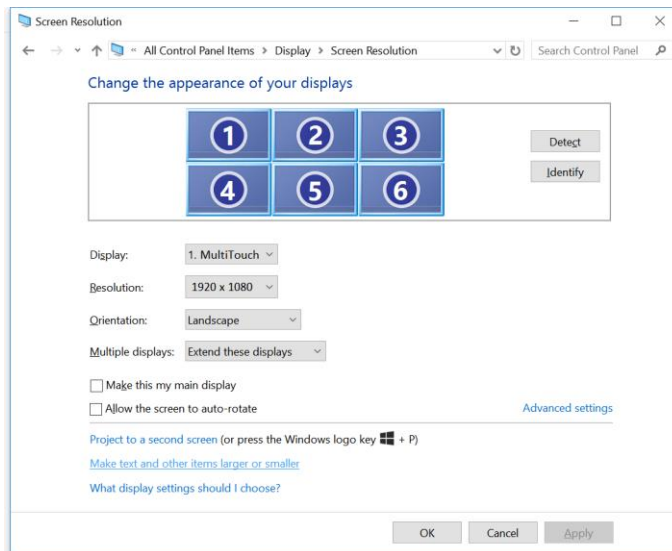 Screen Resolution
« All Control Panel Items > Display > Screen Resolution Search Control Panel
Change the appearance of your displays
1 2 3
Detect
4 5 6
Identify
Display: 1. MultiTouch
Resolution: 1920 x 1080
Orientation: Landscape
Multiple displays: Extend these displays
Make this my main display
Allow the screen to auto-rotate Advanced settings
Project to a second screen (or press the Windows logo key + P)
Make text and other items larger or smaller
What display settings should I choose?
OK Cancel Apply